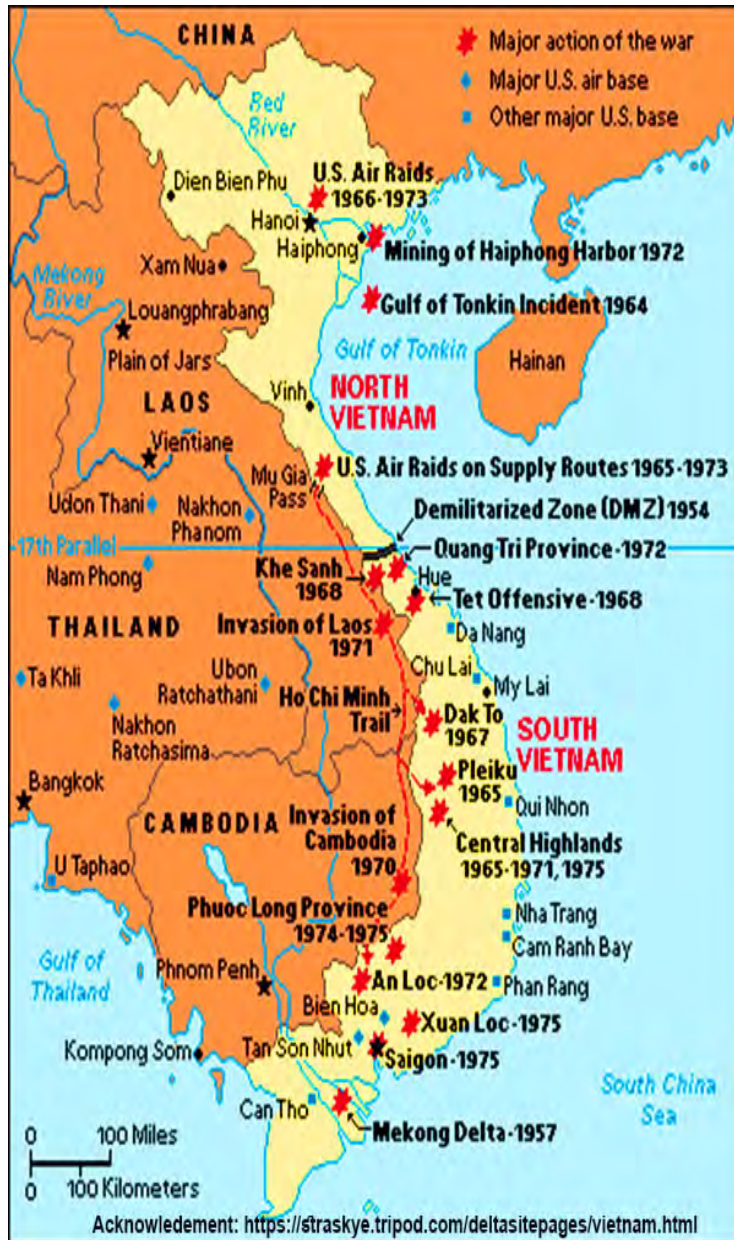 CHINA
Major action of the war
Major U.S. air base
Other major U.S. base
Red
River
Dien Bien Phu
U.S. Air Raids
1966-1973
Hanoi
Haiphong
Mining of Haiphong Harbor 1972
Xam Nua
Mekong
River
Gulf of Tonkin Incident 1964
Louangphrabang
Plain of Jars
Gulf of Tonkin
Hainan
Vinh
NORTH
VIETNAM
LAOS
Vientiane
Mu Gia
Pass
U.S. Air Raids on Supply Routes 1965-1973
Udon Thani
Nakhon
Phanom
Demilitarized Zone (DMZ) 1954
17th Parallel
Quang Tri Province-1972
Nam Phong
Khe Sanh
1968
Hue
Tet Offensive-1968
THAILAND
Invasion of Laos
1971
Da Nang
Ta Khli
Ubon
Ratchathani
Chu Lai
My Lai
Ho Chi Minh
Trail
Nakhon
Ratchasima
Dak To
1967
SOUTH
VIETNAM
Bangkok
Pleiku
1965
Qui Nhon
CAMBODIA
Invasion of
Cambodia
1970
Central Highlands
1965-1971, 1975
U Taphao
Phuoc Long Province
1974-1975
Nha Trang
Cam Ranh Bay
Gulf of
Thailand
Phnom Penh
An Loc-1972
Phan Rang
Bien Hoa
Xuan Loc-1975
Kompong Som
Tan Son Nhut
Saigon-1975
South China
Sea
Can Tho
Mekong Delta-1957
0 100 Miles
0 100 Kilometers
Acknowledement: https://straskye.tripod.com/deltasitepages/vietnam.html